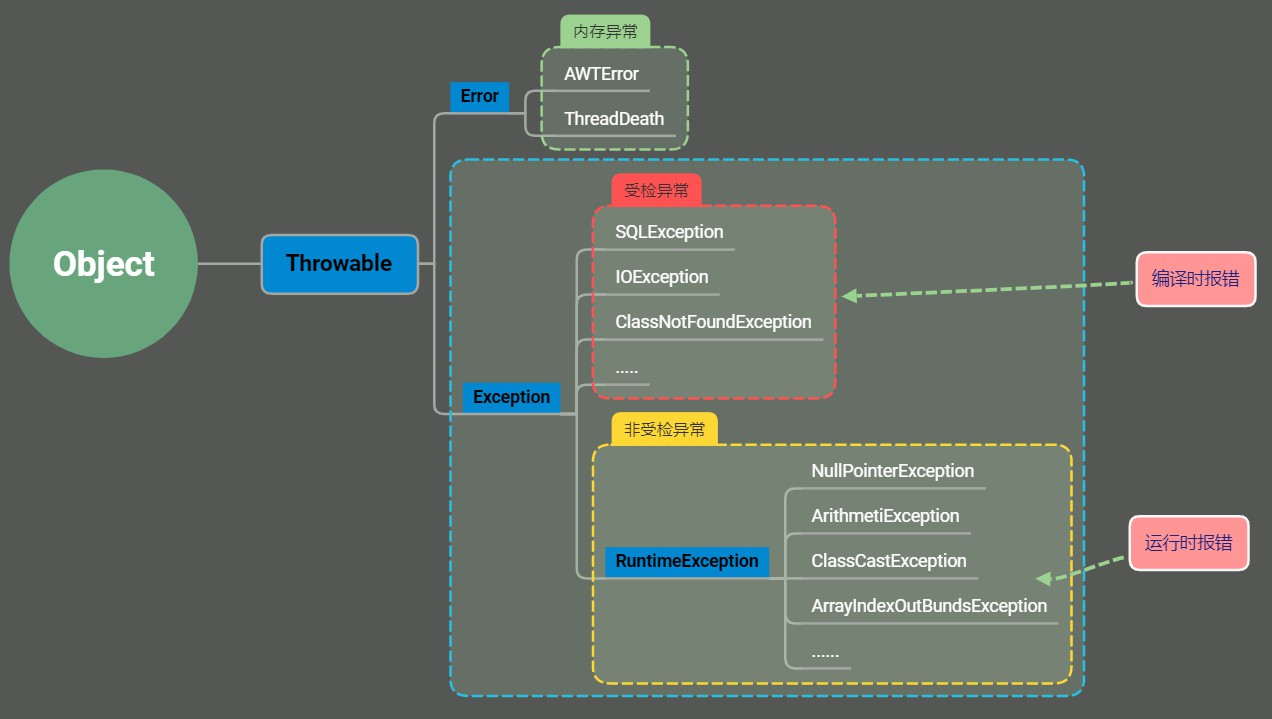 内存异常
AWTError
Error
ThreadDeath
受检异常
SQLException
Object
Throwable
IOException
编译时报错
ClassNotFoundException
.....
Exception
非受检异常
NullPointerException
ArithmetiException
运行时报错
RuntimeException
ClassCastException
ArrayIndexOutBundsException
......